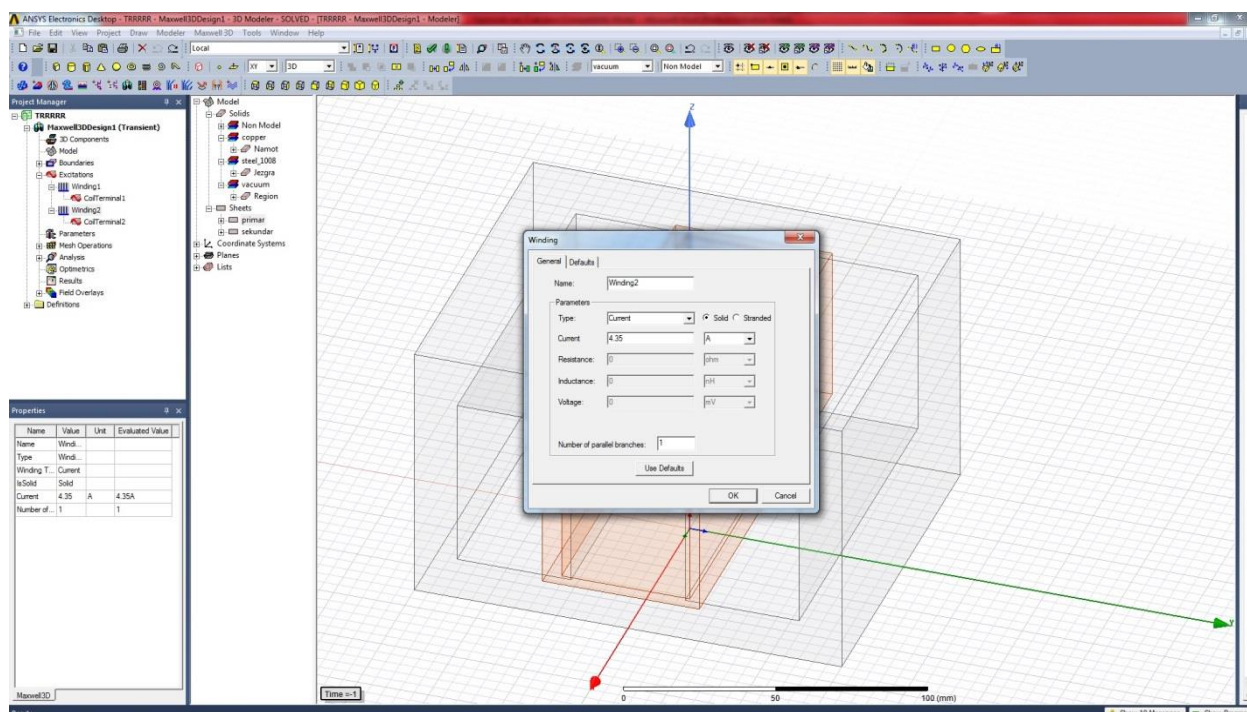 ANSYS Electronics Desktop - TRRRRR - Maxwell3DDesign1 - 3D Modeler - SOLVED - [TRRRRR - Maxwell3DDesign1 - Modeler]
File Edit View Project Draw Modeler Maxwell 3D Tools Window Help
Local
XY 3D vacuum Non Model
Project Manager
TRRRRR
Maxwell3DDesign1 (Transient)
3D Components
Model
Boundaries
Excitations
Winding1
CoilTerminal1
Winding2
CoilTerminal2
Parameters
Mesh Operations
Analysis
Optimetrics
Results
Field Overlays
Definitions
Properties
Name Value Unit Evaluated Value
Name Windi...
Type Windi...
Winding T... Current
IsSolid Solid
Current 4.35 A 4.35A
Number of... 1 1
Maxwell3D
Model
Solids
Non Model
copper
Namot
steel_1008
Jezgra
vacuum
Region
Sheets
primar
sekundar
Coordinate Systems
Planes
Lists
Z
Winding
General Defaults
Name: Winding2
Parameters
Type: Current Solid Stranded
Current 4.35 A
Resistance: 0 ohm
Inductance: 0 nH
Voltage: 0 mV
Number of parallel branches: 1
Use Defaults
OK Cancel
Y
Time =-1
0 50 100 (mm)